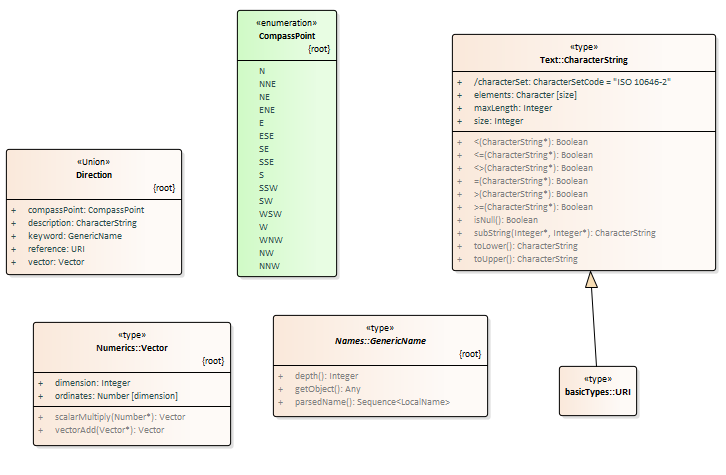 «enumeration»
CompassPoint
{root}
N
NNE
NE
ENE
E
ESE
SE
SSE
S
SSW
SW
WSW
W
WNW
NW
NNW
«type»
Text::CharacterString
+ /characterSet: CharacterSetCode = "ISO 10646-2"
+ elements: Character [size]
+ maxLength: Integer
+ size: Integer
+ <(CharacterString*): Boolean
+ <=(CharacterString*): Boolean
+ <>(CharacterString*): Boolean
+ =(CharacterString*): Boolean
+ >(CharacterString*): Boolean
+ >=(CharacterString*): Boolean
+ isNull(): Boolean
+ subString(Integer*, Integer*): CharacterString
+ toLower(): CharacterString
+ toUpper(): CharacterString
«Union»
Direction
{root}
+ compassPoint: CompassPoint
+ description: CharacterString
+ keyword: GenericName
+ reference: URI
+ vector: Vector
«type»
Numerics::Vector
{root}
+ dimension: Integer
+ ordinates: Number [dimension]
+ scalarMultiply(Number*): Vector
+ vectorAdd(Vector*): Vector
«type»
Names::GenericName
{root}
+ depth(): Integer
+ getObject(): Any
+ parsedName(): Sequence<LocalName>
«type»
basicTypes::URI